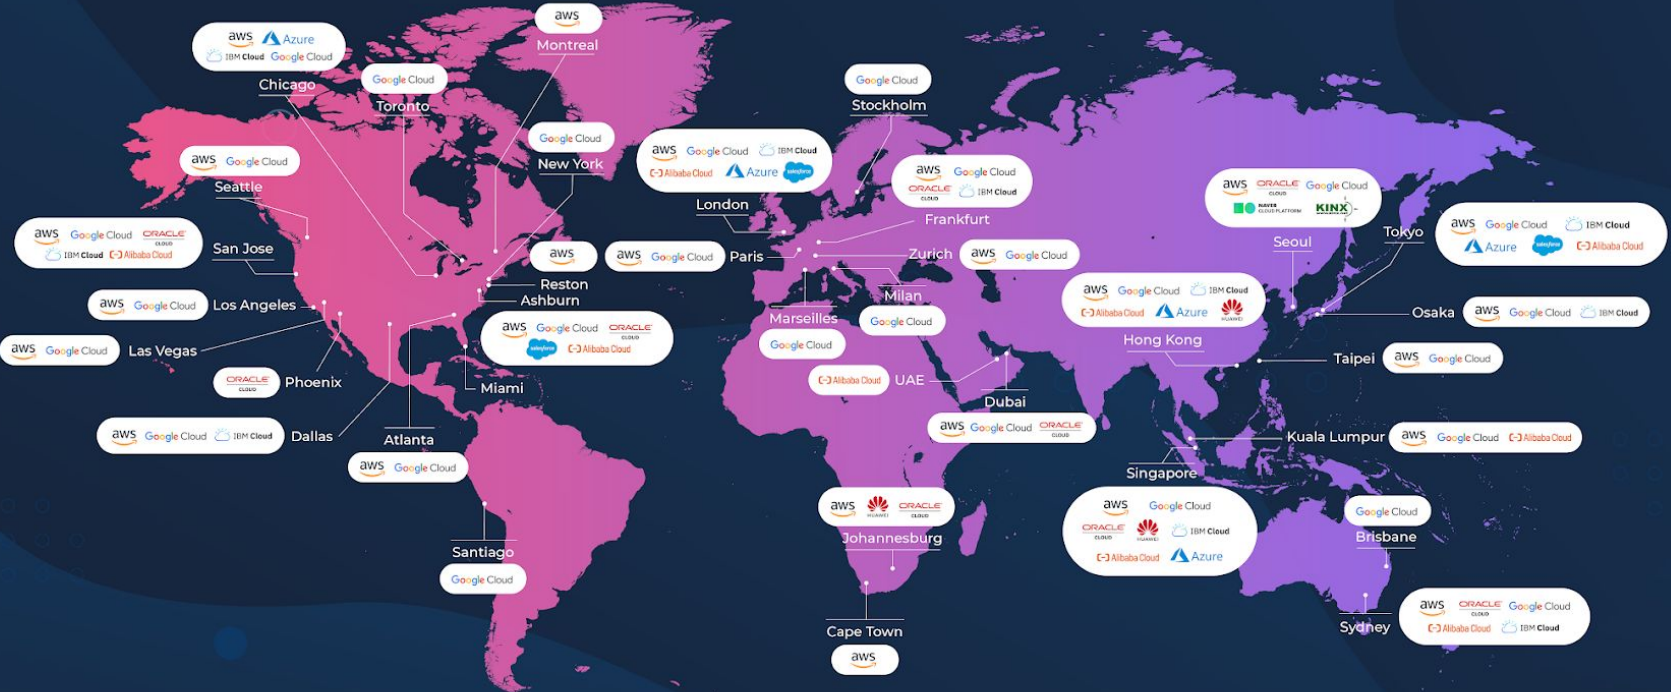 aws Azure
IBM Cloud Google Cloud
Chicago
aws
Montreal
Google Cloud
Toronto
Google Cloud
New York
aws Google Cloud
Seattle
aws Google Cloud ORACLE CLOUD
IBM Cloud Alibaba Cloud
San Jose
aws Google Cloud
Los Angeles
aws Google Cloud
Las Vegas
ORACLE CLOUD
Phoenix
aws Google Cloud IBM Cloud
Dallas
Atlanta
aws Google Cloud
aws
Reston
Ashburn
aws Google Cloud ORACLE CLOUD
salesforce Alibaba Cloud
Miami
Santiago
Google Cloud
Google Cloud
Stockholm
aws Google Cloud IBM Cloud
Alibaba Cloud Azure salesforce
London
aws Google Cloud
ORACLE CLOUD IBM Cloud
Frankfurt
aws Google Cloud
Paris
Zurich
aws Google Cloud
Milan
Google Cloud
Marseilles
Google Cloud
Alibaba Cloud
UAE
Dubai
aws Google Cloud ORACLE CLOUD
aws HUAWEI ORACLE CLOUD
Johannesburg
Cape Town
aws
aws ORACLE CLOUD Google Cloud
NAVER CLOUD PLATFORM KINX
Seoul
Tokyo
aws Google Cloud IBM Cloud
Azure salesforce Alibaba Cloud
Osaka
aws Google Cloud IBM Cloud
aws Google Cloud IBM Cloud
Alibaba Cloud Azure HUAWEI
Hong Kong
Taipei
aws Google Cloud
Kuala Lumpur
aws Google Cloud Alibaba Cloud
Singapore
aws Google Cloud
ORACLE CLOUD HUAWEI IBM Cloud
Alibaba Cloud Azure
Google Cloud
Brisbane
Sydney
aws ORACLE CLOUD Google Cloud
Alibaba Cloud IBM Cloud